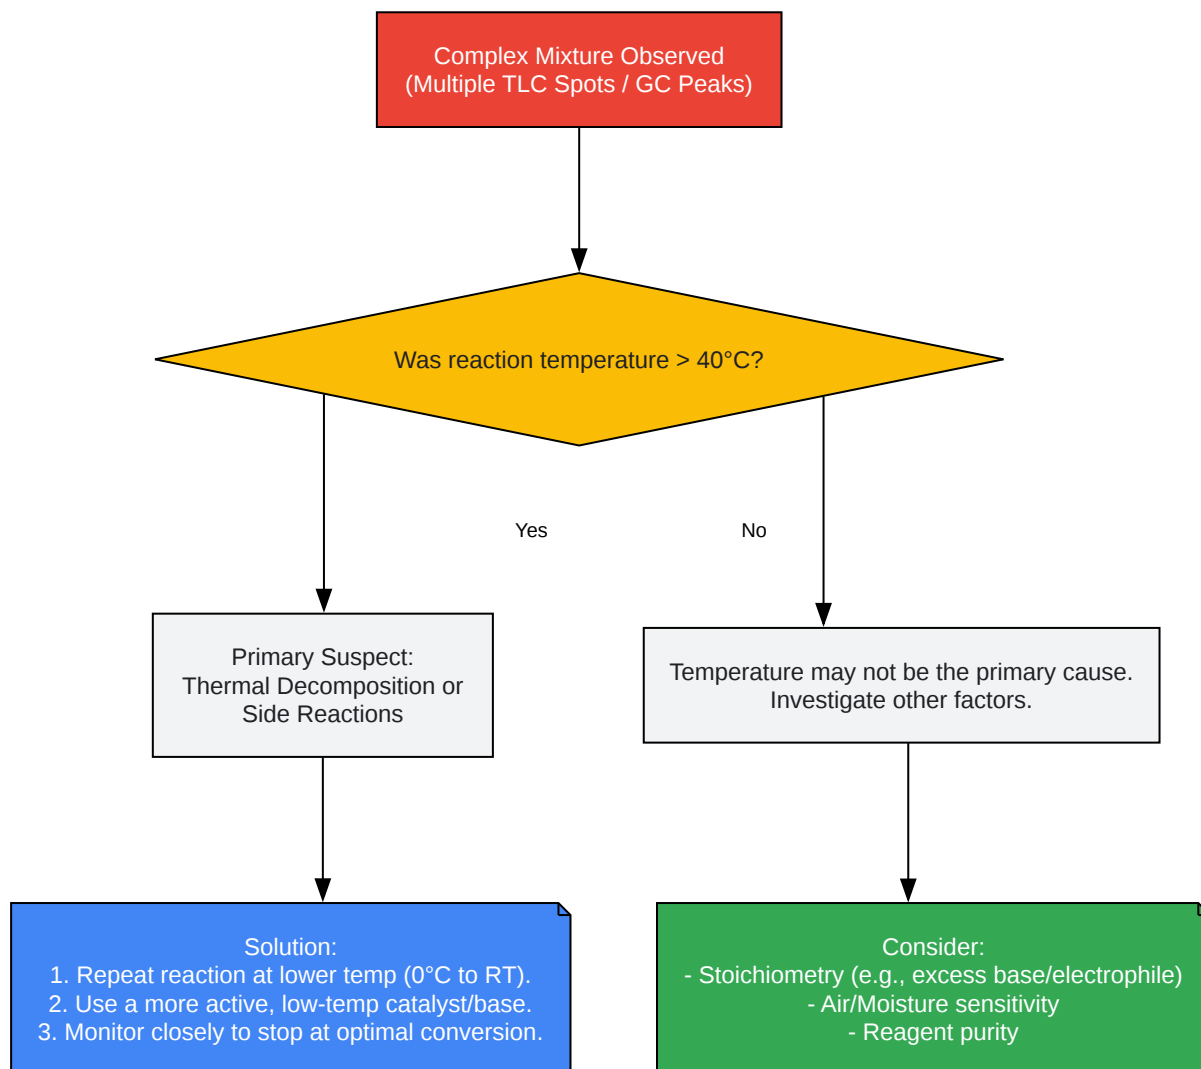 Complex Mixture Observed
(Multiple TLC Spots / GC Peaks)
Was reaction temperature > 40°C?
Yes
No
Primary Suspect:
Thermal Decomposition or
Side Reactions
Temperature may not be the primary cause.
Investigate other factors.
Solution:
1. Repeat reaction at lower temp (0°C to RT).
2. Use a more active, low-temp catalyst/base.
3. Monitor closely to stop at optimal conversion.
Consider:
- Stoichiometry (e.g., excess base/electrophile)
- Air/Moisture sensitivity
- Reagent purity